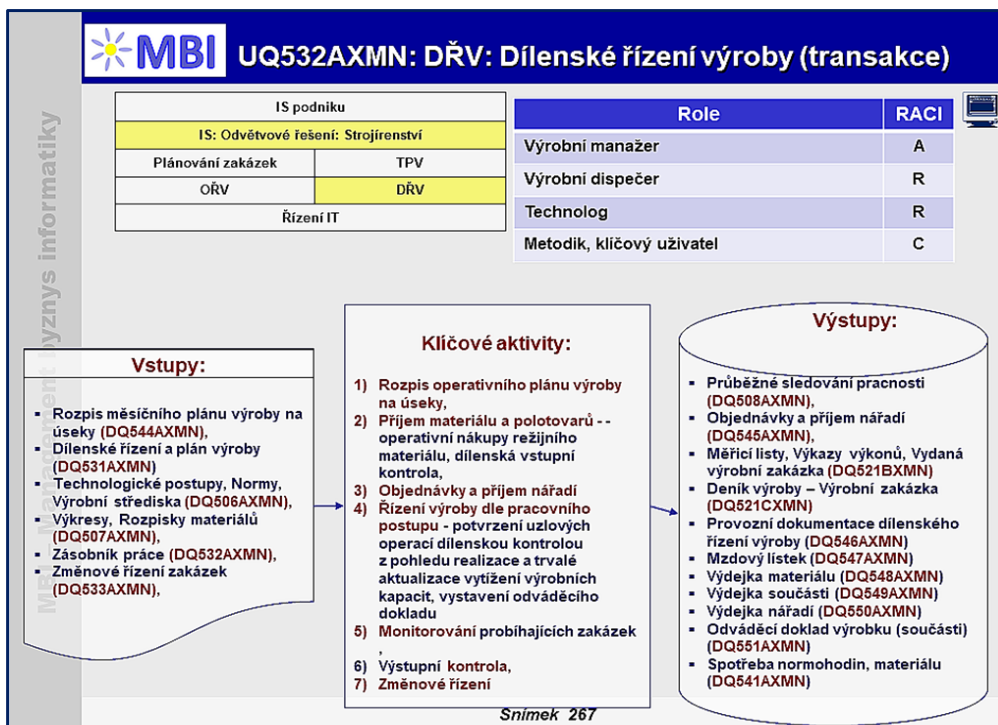 MBI
UQ532AXMN: DŘV: Dílenské řízení výroby (transakce)
MBI – Management byznys informatiky
IS podniku
IS: Odvětvové řešení: Strojírenství
Plánování zakázek
TPV
OŘV
DŘV
Řízení IT
Role
RACI
Výrobní manažer
A
Výrobní dispečer
R
Technolog
R
Metodik, klíčový uživatel
C
Vstupy:
▪ Rozpis měsíčního plánu výroby na
úseky (DQ544AXMN),
▪ Dílenské řízení a plán výroby
(DQ531AXMN)
▪ Technologické postupy, Normy,
Výrobní střediska (DQ506AXMN),
▪ Výkresy, Rozpisky materiálů
(DQ507AXMN),
▪ Zásobník práce (DQ532AXMN),
▪ Změnové řízení zakázek
(DQ533AXMN),
Klíčové aktivity:
1) Rozpis operativního plánu výroby
na úseky,
2) Příjem materiálu a polotovarů - -
operativní nákupy režijního
materiálu, dílenská vstupní
kontrola,
3) Objednávky a příjem nářadí
4) Řízení výroby dle pracovního
postupu - potvrzení uzlových
operací dílenskou kontrolou
z pohledu realizace a trvalé
aktualizace vytížení výrobních
kapacit, vystavení odváděcího
dokladu
5) Monitorování probíhajících zakázek
,
6) Výstupní kontrola,
7) Změnové řízení
Výstupy:
▪ Průběžné sledování pracnosti
(DQ508AXMN),
▪ Objednávky a příjem nářadí
(DQ545AXMN),
▪ Měřicí listy, Výkazy výkonů, Vydaná
výrobní zakázka (DQ521BXMN)
▪ Deník výroby – Výrobní zakázka
(DQ521CXMN)
▪ Provozní dokumentace dílenského
řízení výroby (DQ546AXMN)
▪ Mzdový lístek (DQ547AXMN)
▪ Výdejka materiálu (DQ548AXMN)
▪ Výdejka součásti (DQ549AXMN)
▪ Výdejka nářadí (DQ550AXMN)
▪ Odváděcí doklad výrobku (součásti)
(DQ551AXMN)
▪ Spotřeba normohodin, materiálu
(DQ541AXMN)
Snímek 267